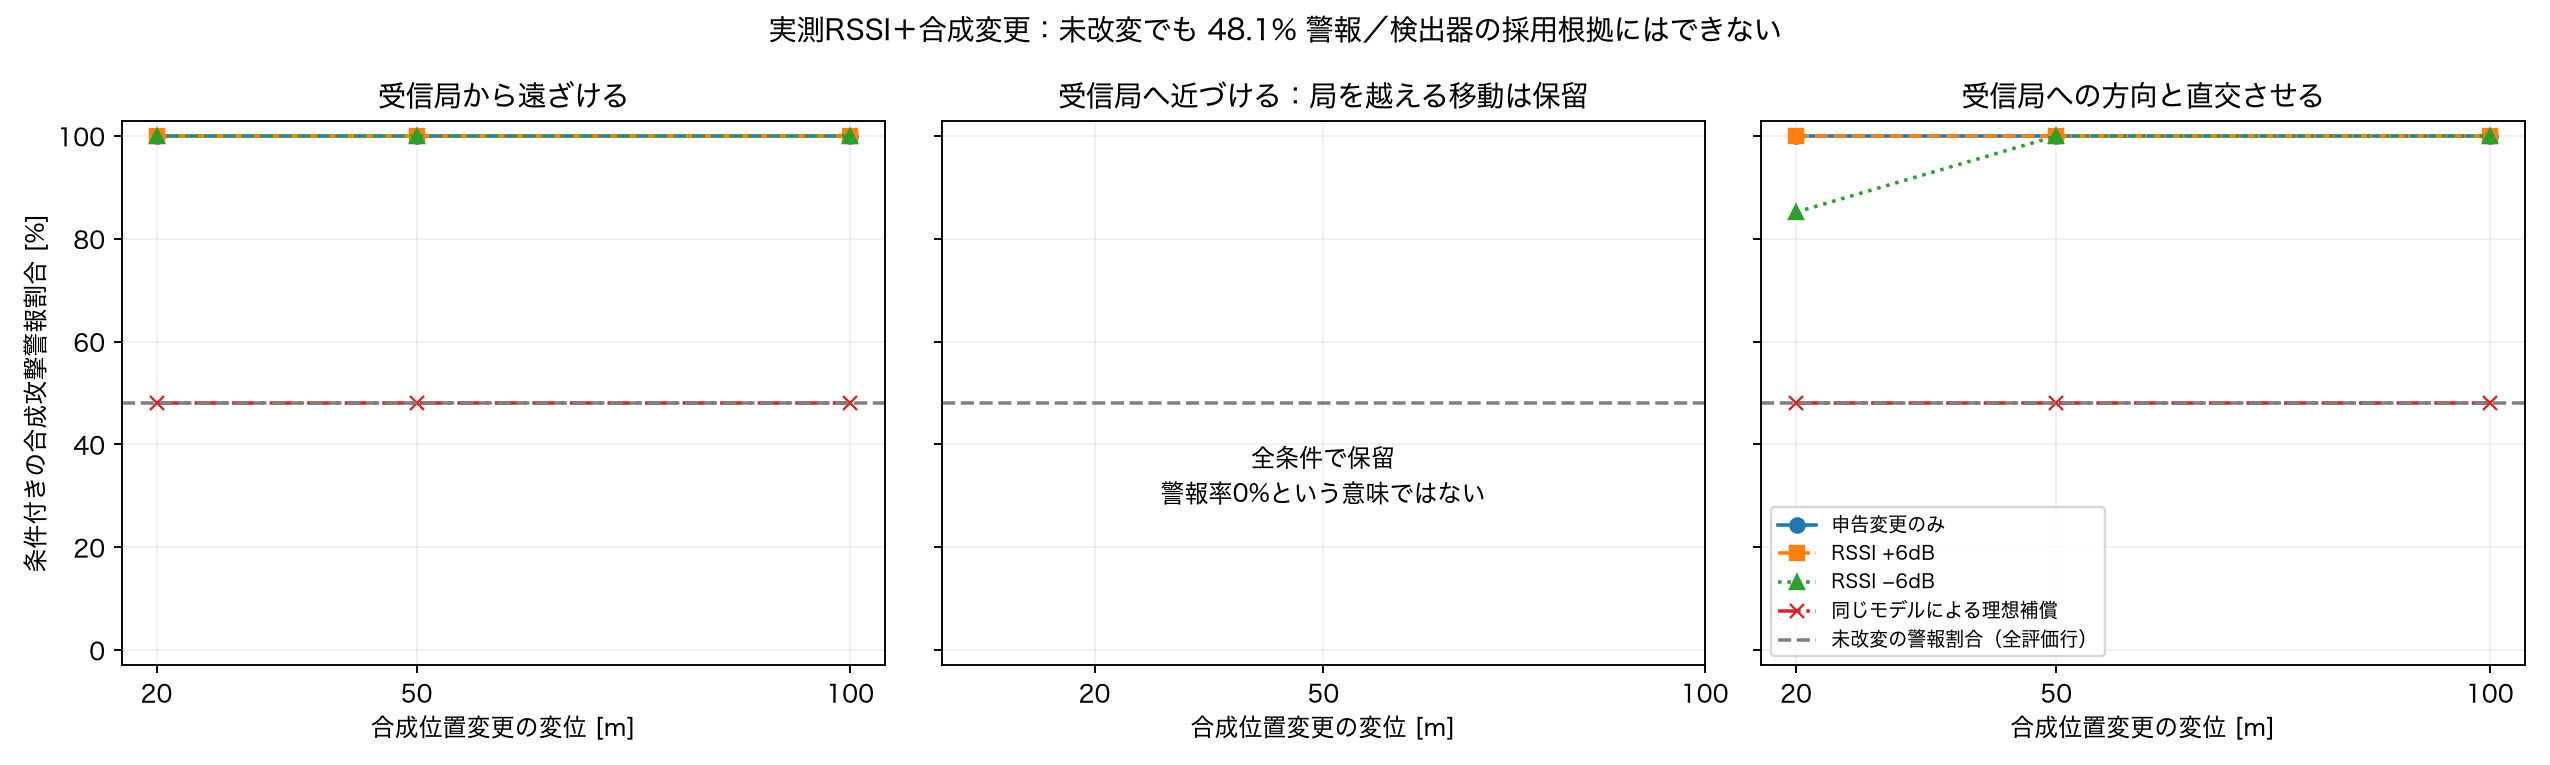 実測RSSI＋合成変更：未改変でも 48.1% 警報／検出器の採用根拠にはできない
受信局から遠ざける
条件付きの合成攻撃警報割合 [%]
100
80
60
40
20
0
20
50
100
合成位置変更の変位 [m]
受信局へ近づける：局を越える移動は保留
全条件で保留
警報率0%という意味ではない
20
50
100
合成位置変更の変位 [m]
受信局への方向と直交させる
申告変更のみ
RSSI +6dB
RSSI −6dB
同じモデルによる理想補償
未改変の警報割合（全評価行）
20
50
100
合成位置変更の変位 [m]